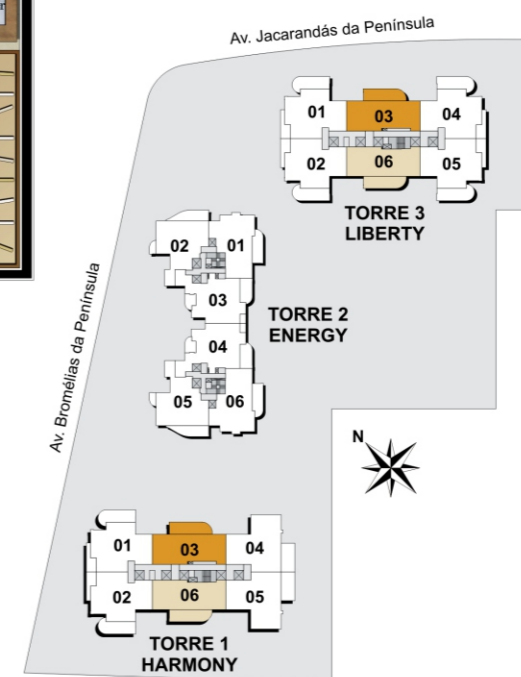 Av. Jacarandás da Península
01
03
04
02
06
05
TORRE 3
LIBERTY
02
01
03
04
05
06
TORRE 2
ENERGY
Av. Bromélias da Península
N
01
03
04
02
06
05
TORRE 1
HARMONY